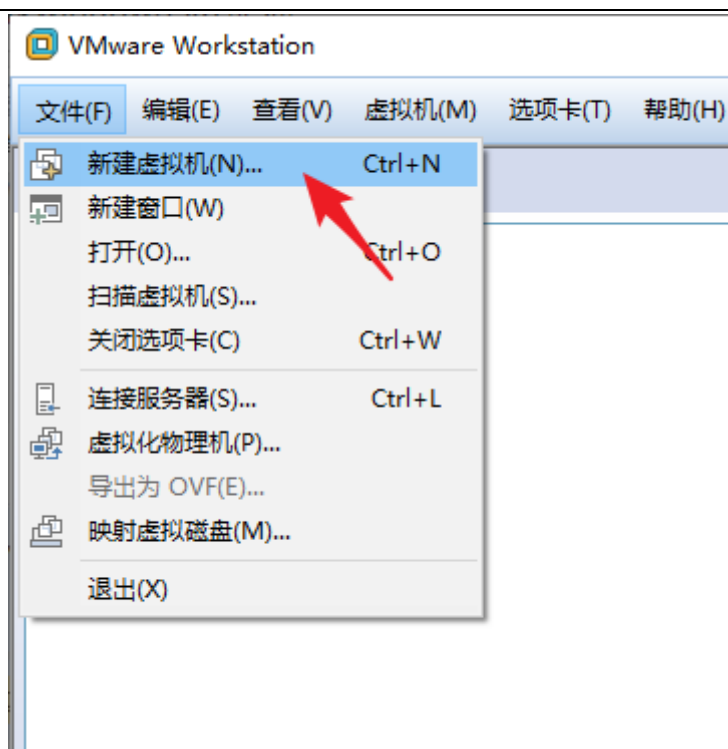 VMware Workstation
文件(F) 编辑(E) 查看(V) 虚拟机(M) 选项卡(T) 帮助(H)
新建虚拟机(N)... Ctrl+N
新建窗口(W)
打开(O)... Ctrl+O
扫描虚拟机(S)...
关闭选项卡(C) Ctrl+W
连接服务器(S)... Ctrl+L
虚拟化物理机(P)...
导出为 OVF(E)...
映射虚拟磁盘(M)...
退出(X)